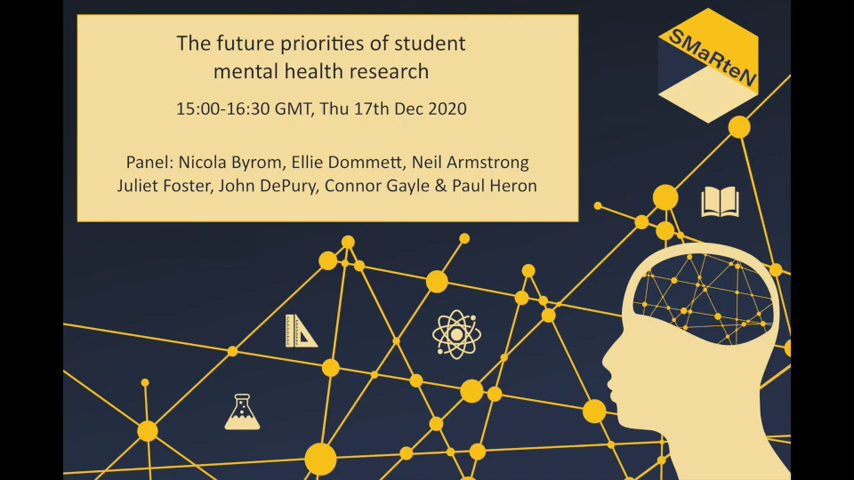 The future priorities of student
mental health research
15:00-16:30 GMT, Thu 17th Dec 2020
Panel: Nicola Byrom, Ellie Dommett, Neil Armstrong
Juliet Foster, John DePury, Connor Gayle & Paul Heron
SMaRteN